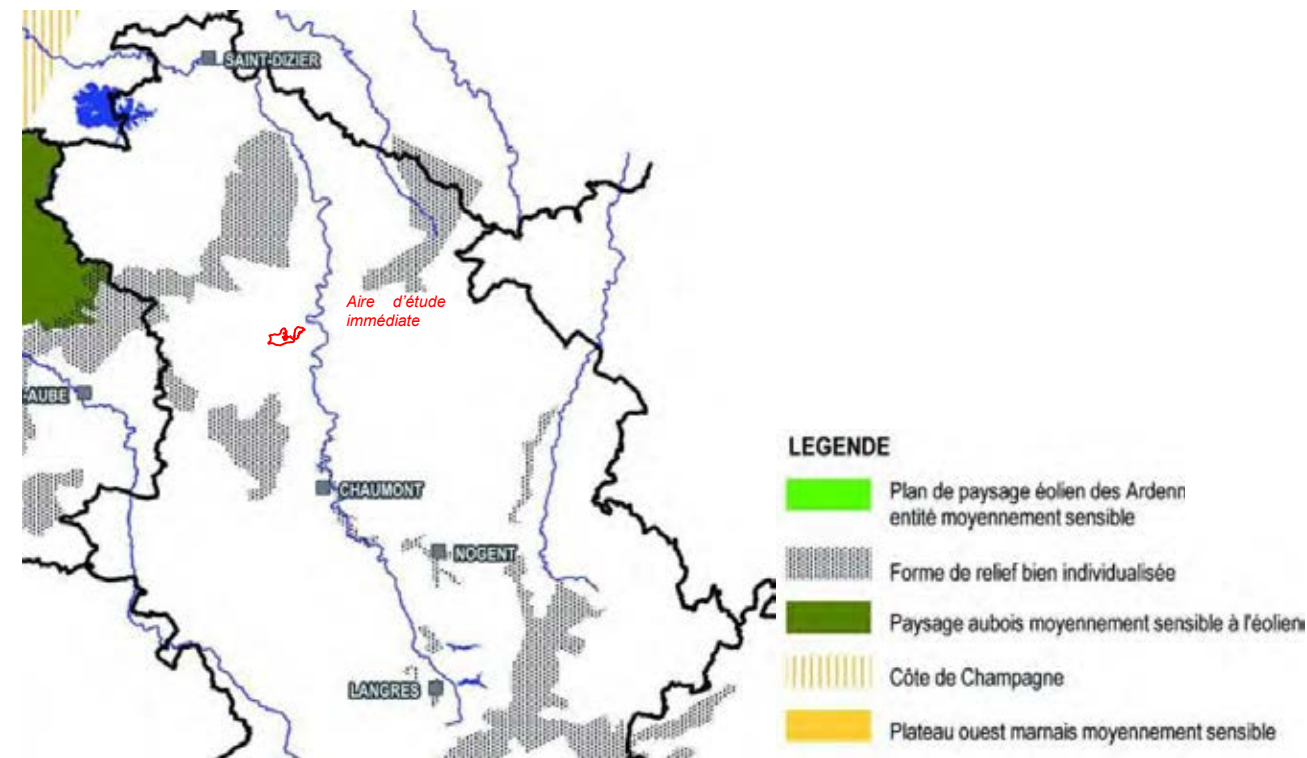 SAINT-DIZIER
Aire d'étude
immédiate
AUBE
CHAUMONT
NOGENT
LANGRES
LEGENDE
Plan de paysage éolien des Ardenn
entité moyennement sensible
Forme de relief bien individualisée
Paysage aubois moyennement sensible à l'éolien
Côte de Champagne
Plateau ouest marnais moyennement sensible